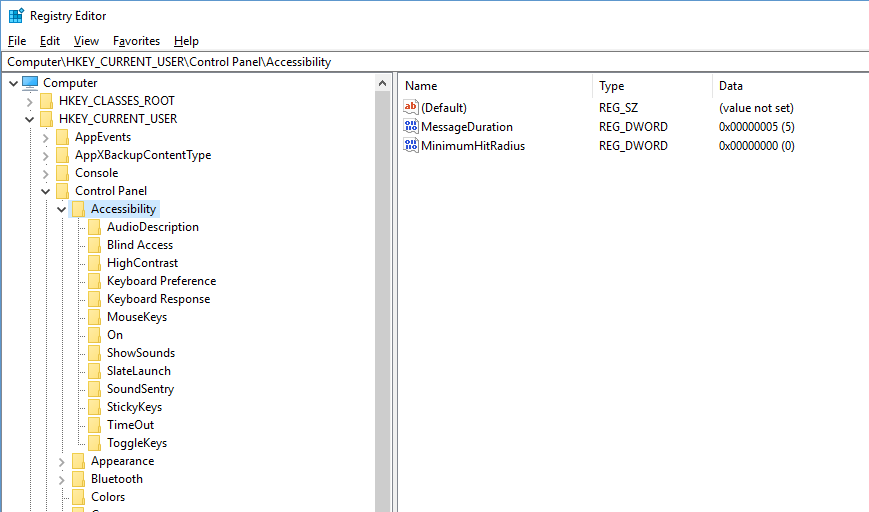 Registry Editor
File Edit View Favorites Help
Computer\HKEY_CURRENT_USER\Control Panel\Accessibility
Computer
HKEY_CLASSES_ROOT
HKEY_CURRENT_USER
AppEvents
AppXBackupContentType
Console
Control Panel
Accessibility
AudioDescription
Blind Access
HighContrast
Keyboard Preference
Keyboard Response
MouseKeys
On
ShowSounds
SlateLaunch
SoundSentry
StickyKeys
TimeOut
ToggleKeys
Appearance
Bluetooth
Colors
Name Type Data
ab (Default) REG_SZ (value not set)
MessageDuration REG_DWORD 0x00000005 (5)
MinimumHitRadius REG_DWORD 0x00000000 (0)